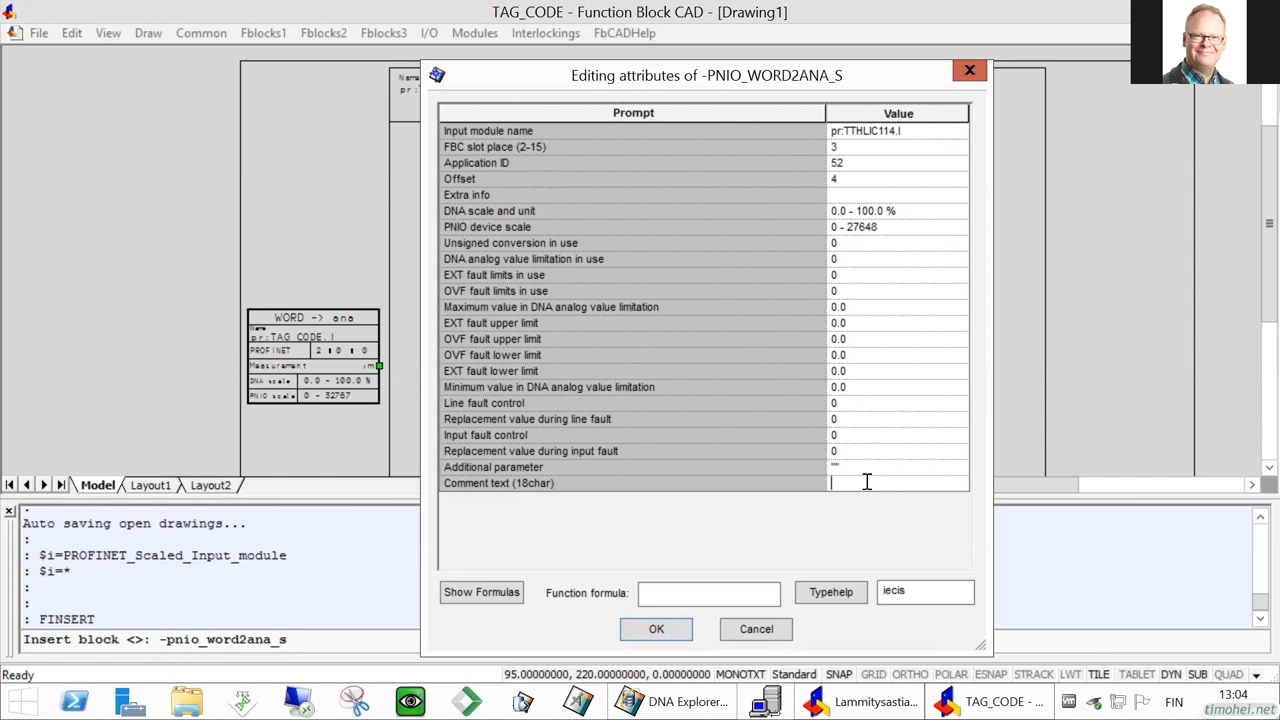 TAG_CODE - Function Block CAD - [Drawing1]
File Edit View Draw Common Fblocks1 Fblocks2 Fblocks3 I/O Modules Interlockings FbCADHelp
Editing attributes of -PNIO_WORD2ANA_S
Prompt Value
Input module name pr:TTHLIC114.I
FBC slot place (2-15) 3
Application ID 52
Offset 4
Extra info
DNA scale and unit 0.0 - 100.0 %
PNIO device scale 0 - 27648
Unsigned conversion in use 0
DNA analog value limitation in use 0
EXT fault limits in use 0
OVF fault limits in use 0
Maximum value in DNA analog value limitation 0.0
EXT fault upper limit 0.0
OVF fault upper limit 0.0
OVF fault lower limit 0.0
EXT fault lower limit 0.0
Minimum value in DNA analog value limitation 0.0
Line fault control 0
Replacement value during line fault 0
Input fault control 0
Replacement value during input fault 0
Additional parameter ""
Comment text (18char)
Show Formulas Function formula: Typehelp iecis
OK Cancel
Nam
pr:
WORD -> ana
Name
pr:TAG_CODE.I
PROFINET 2 0 0
Measurement :m
DNA scale 0.0 - 100.0 %
PNIO scale 0 - 32767
Model Layout1 Layout2
:
Auto saving open drawings...
:
: $i=PROFINET_Scaled_Input_module
: $i=*
:
:
: FINSERT
Insert block <>: -pnio_word2ana_s
Ready 95.00000000, 220.00000000, 0.00000000 MONOTXT Standard SNAP GRID ORTHO POLAR ESNAP STRACK LWT TILE TABLET DYN SUB QUAD
DNA Explorer... Lammitysastia... TAG_CODE - ... FIN 13:04
timohei.net